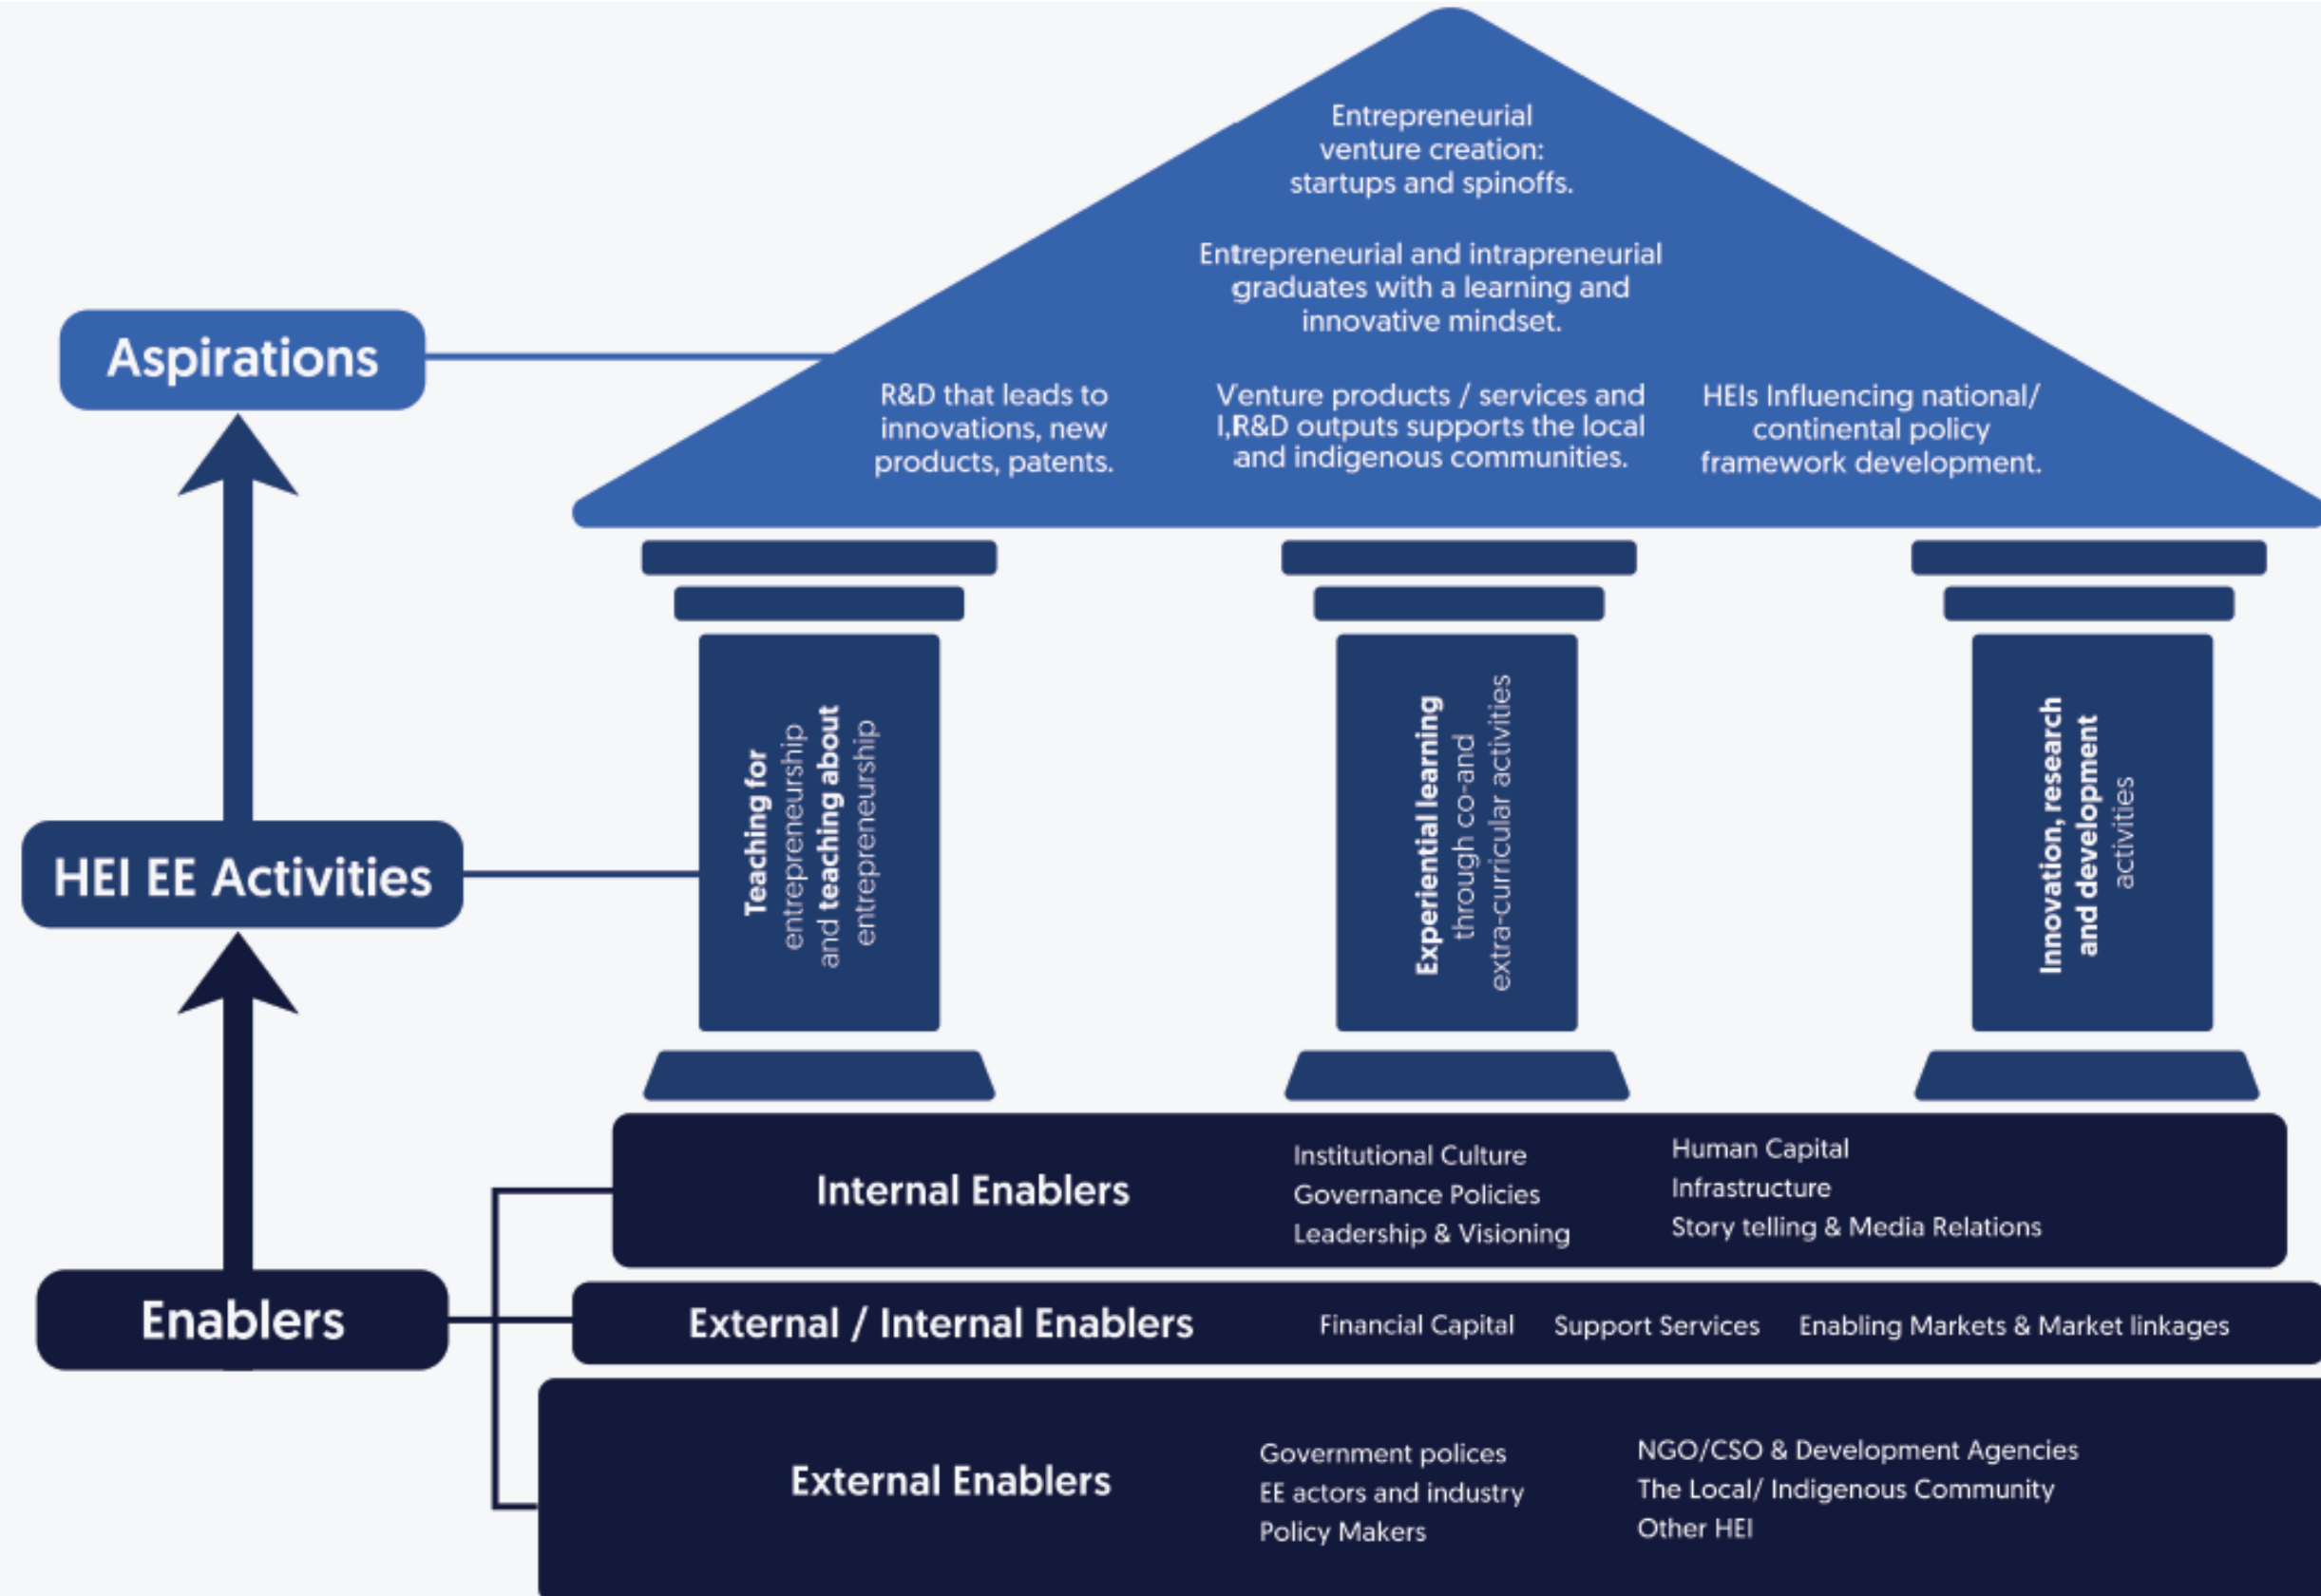 Entrepreneurial
venture creation:
startups and spinoffs.
Entrepreneurial and intrapreneurial
graduates with a learning and
innovative mindset.
Aspirations
R&D that leads to
innovations, new
products, patents.
Venture products / services and
I,R&D outputs supports the local
and indigenous communities.
HEIs Influencing national/
continental policy
framework development.
HEI EE Activities
Teaching for
entrepreneurship
and teaching about
entrepreneurship
Experiential learning
through co-and
extra-curricular activities
Innovation, research
and development
activities
Enablers
Internal Enablers
Institutional Culture
Governance Policies
Leadership & Visioning
Human Capital
Infrastructure
Story telling & Media Relations
External / Internal Enablers
Financial Capital
Support Services
Enabling Markets & Market linkages
External Enablers
Government polices
EE actors and industry
Policy Makers
NGO/CSO & Development Agencies
The Local/ Indigenous Community
Other HEI